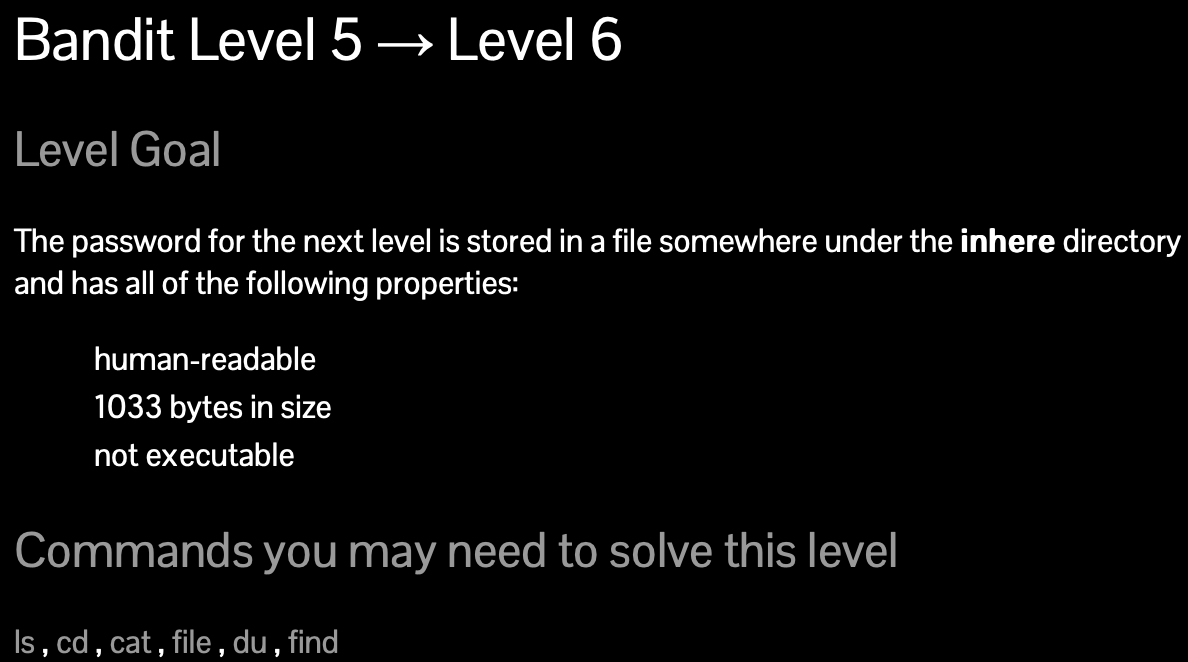 Bandit Level 5 → Level 6
Level Goal
The password for the next level is stored in a file somewhere under the inhere directory
and has all of the following properties:
human-readable
1033 bytes in size
not executable
Commands you may need to solve this level
ls , cd , cat , file , du , find